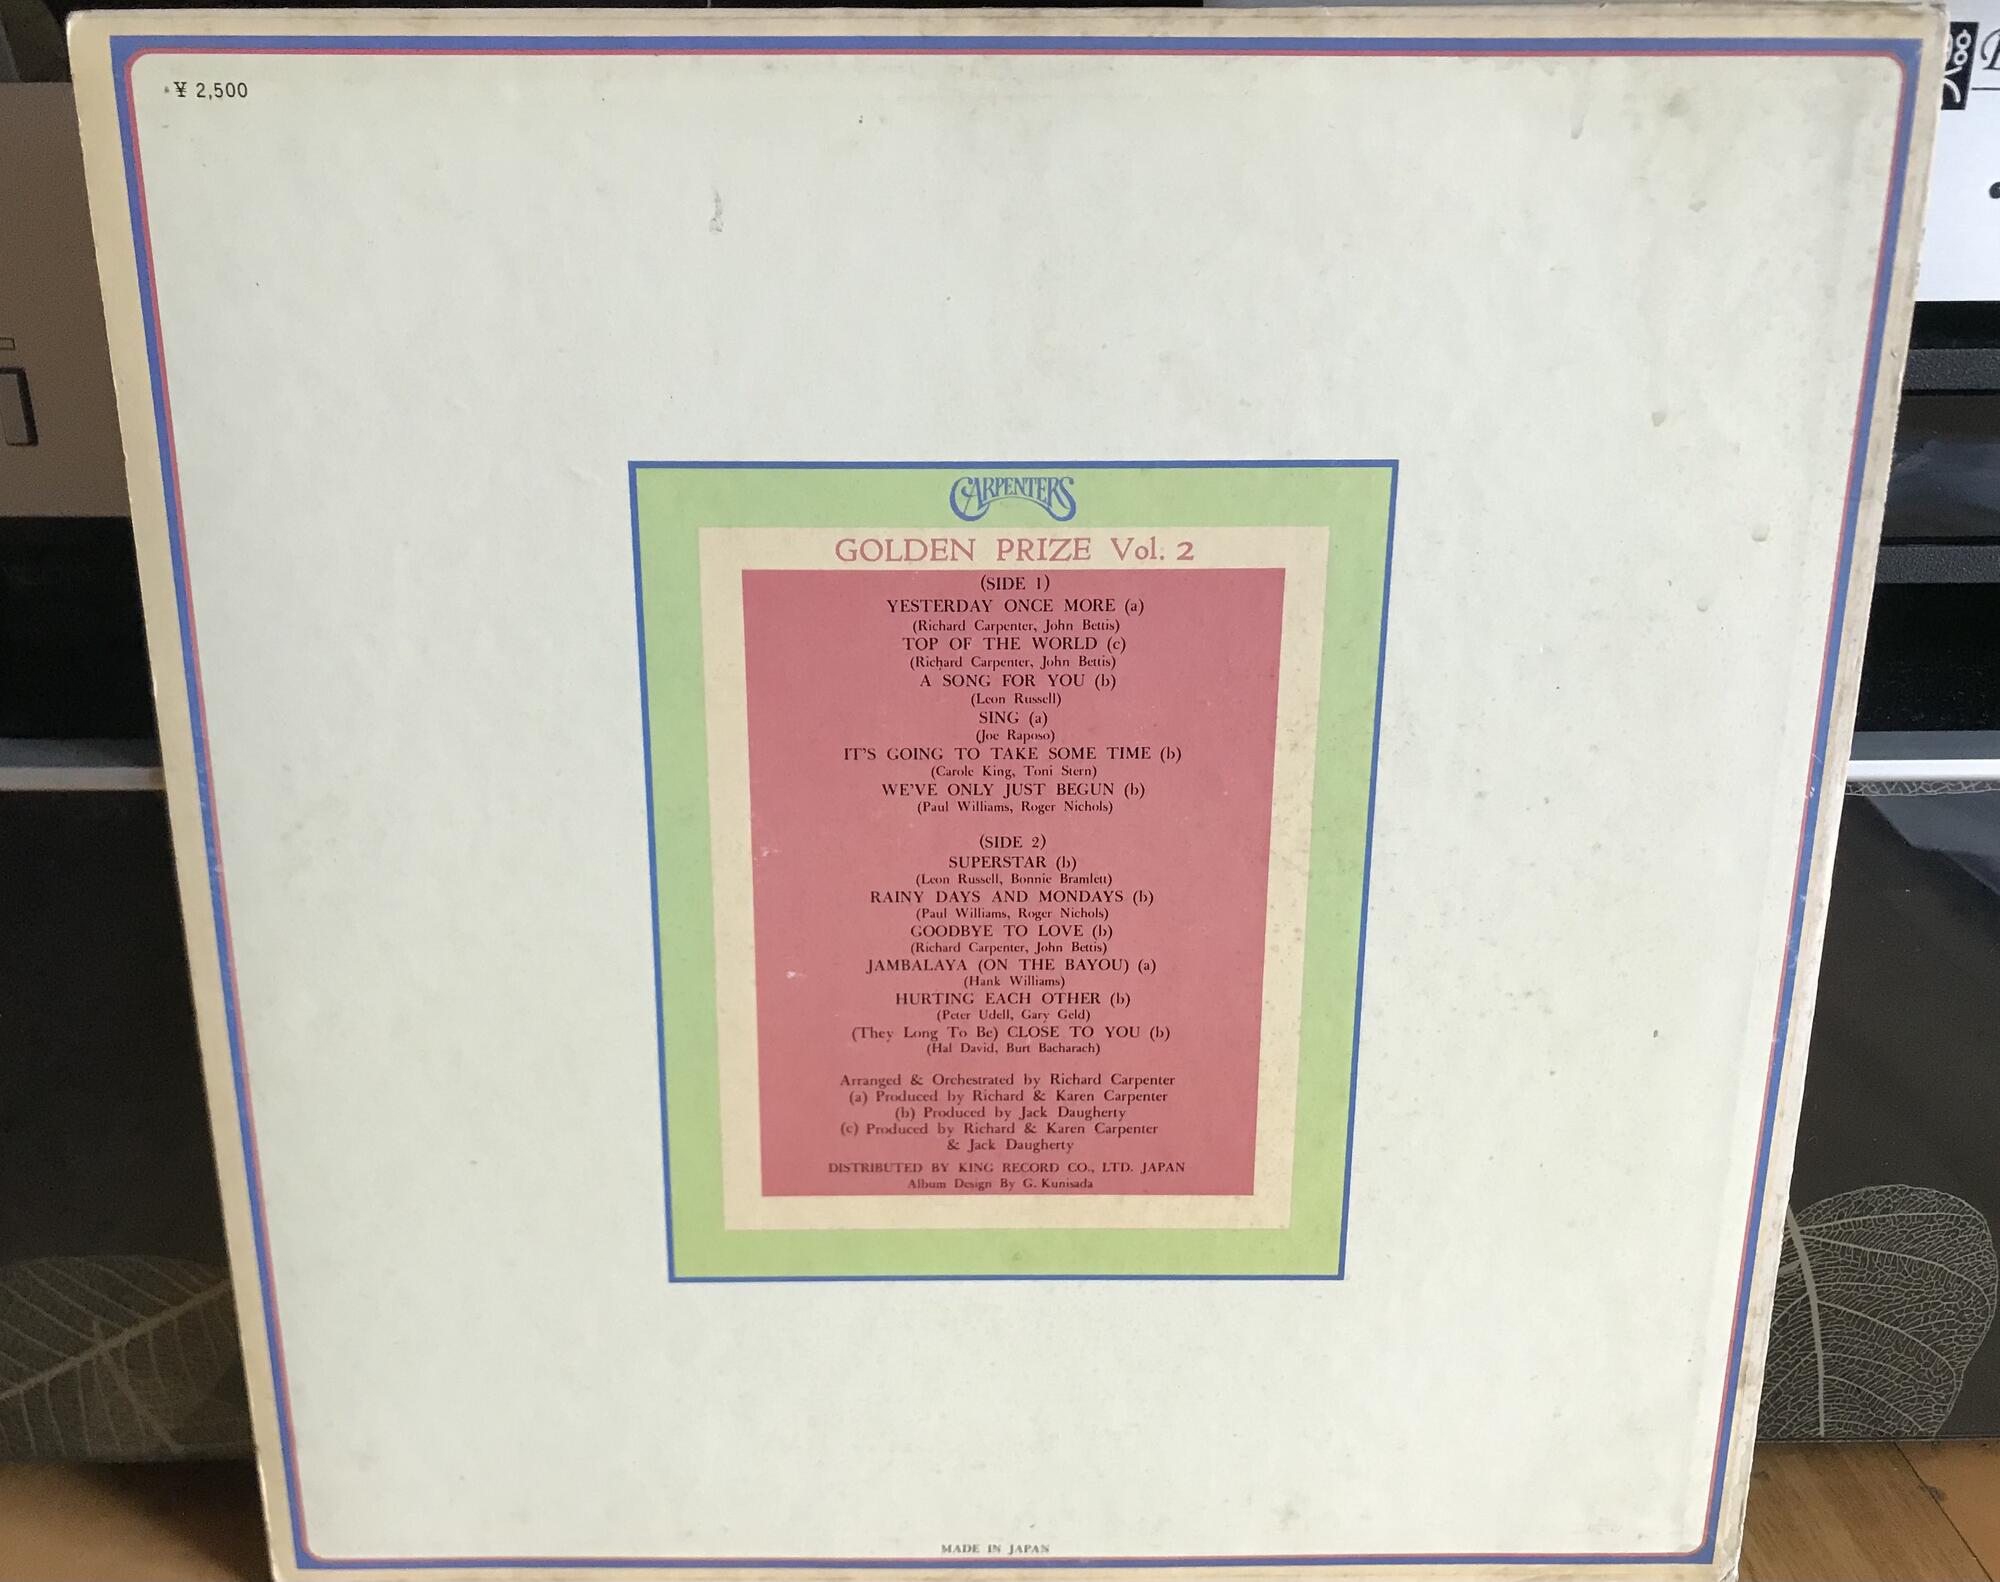 ¥ 2,500
CARPENTERS
GOLDEN PRIZE Vol. 2
(SIDE 1)
YESTERDAY ONCE MORE (a)
(Richard Carpenter, John Bettis)
TOP OF THE WORLD (c)
(Richard Carpenter, John Bettis)
A SONG FOR YOU (b)
(Leon Russell)
SING (a)
(Joe Raposo)
IT'S GOING TO TAKE SOME TIME (b)
(Carole King, Toni Stern)
WE'VE ONLY JUST BEGUN (b)
(Paul Williams, Roger Nichols)
(SIDE 2)
SUPERSTAR (b)
(Leon Russell, Bonnie Bramlett)
RAINY DAYS AND MONDAYS (b)
(Paul Williams, Roger Nichols)
GOODBYE TO LOVE (b)
(Richard Carpenter, John Bettis)
JAMBALAYA (ON THE BAYOU) (a)
(Hank Williams)
HURTING EACH OTHER (b)
(Peter Udell, Gary Geld)
(They Long To Be) CLOSE TO YOU (b)
(Hal David, Burt Bacharach)
Arranged & Orchestrated by Richard Carpenter
(a) Produced by Richard & Karen Carpenter
(b) Produced by Jack Daugherty
(c) Produced by Richard & Karen Carpenter
& Jack Daugherty
DISTRIBUTED BY KING RECORD CO., LTD. JAPAN
Album Design By G. Kunisada
MADE IN JAPAN